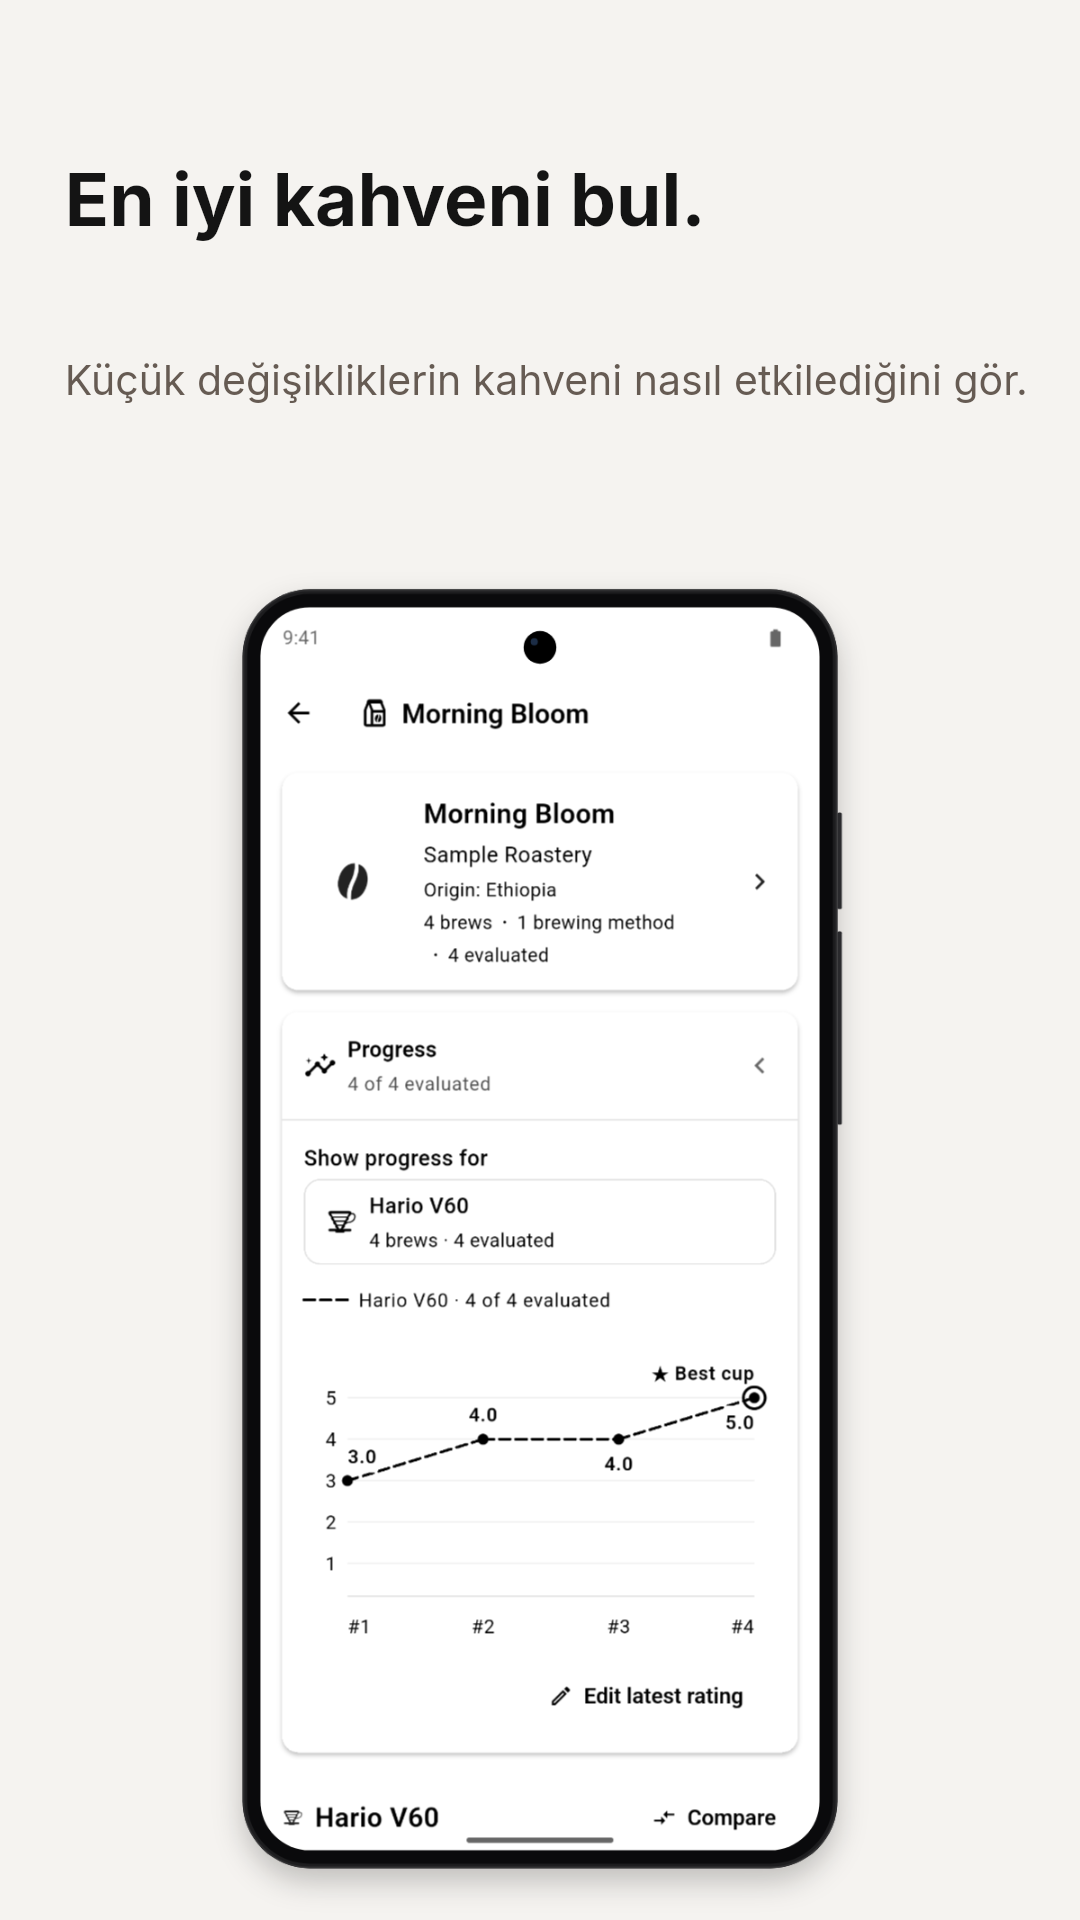 En iyi kahveni bul.
Küçük değişikliklerin kahveni nasıl etkilediğini gör.
9:41
Morning Bloom
Morning Bloom
Sample Roastery
Origin: Ethiopia
4 brews · 1 brewing method
· 4 evaluated
Progress
4 of 4 evaluated
Show progress for
Hario V60
4 brews · 4 evaluated
Hario V60 · 4 of 4 evaluated
★ Best cup
5
4.0
5.0
4
3.0
4.0
3
2
1
#1 #2 #3 #4
Edit latest rating
Hario V60
Compare